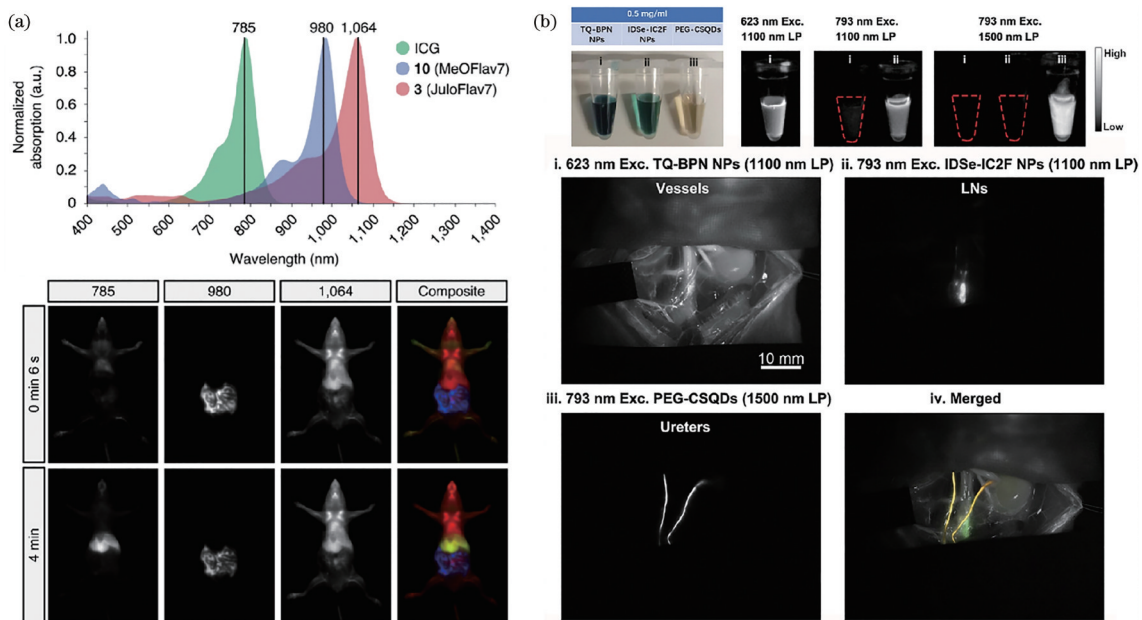 (a)
785 980 1,064
1.0
0.8
0.6
0.4
0.2
0
Normalized
absorption (a.u.)
ICG
10 (MeOFlav7)
3 (JuloFlav7)
400 500 600 700 800 900 1,000 1,100 1,200 1,300 1,400
Wavelength (nm)
785 980 1,064 Composite
0 min 6 s
4 min
(b)
0.5 mg/ml
TQ-BPN
NPs
IDSe-IC2F
NPs
PEG-CSQDs
i ii iii
623 nm Exc.
1100 nm LP
i
793 nm Exc.
1100 nm LP
i ii
793 nm Exc.
1500 nm LP
i ii iii
High
Low
i. 623 nm Exc. TQ-BPN NPs (1100 nm LP)
Vessels
10 mm
ii. 793 nm Exc. IDSe-IC2F NPs (1100 nm LP)
LNs
iii. 793 nm Exc. PEG-CSQDs (1500 nm LP)
Ureters
iv. Merged